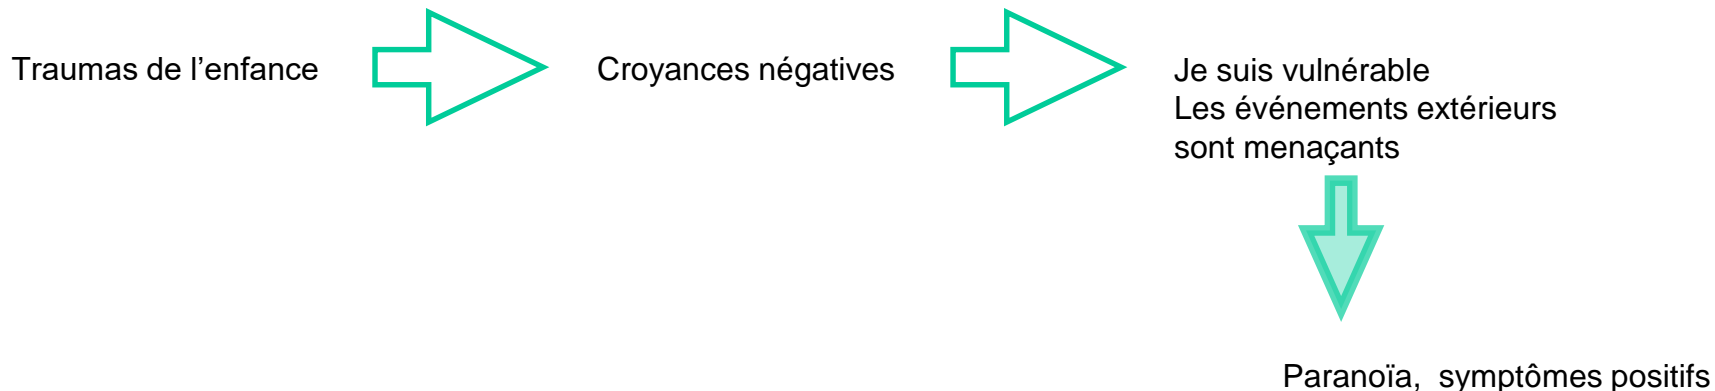 Traumas de l’enfance
Croyances négatives
Je suis vulnérable
Les événements extérieurs
sont menaçants
Paranoïa,  symptômes positifs